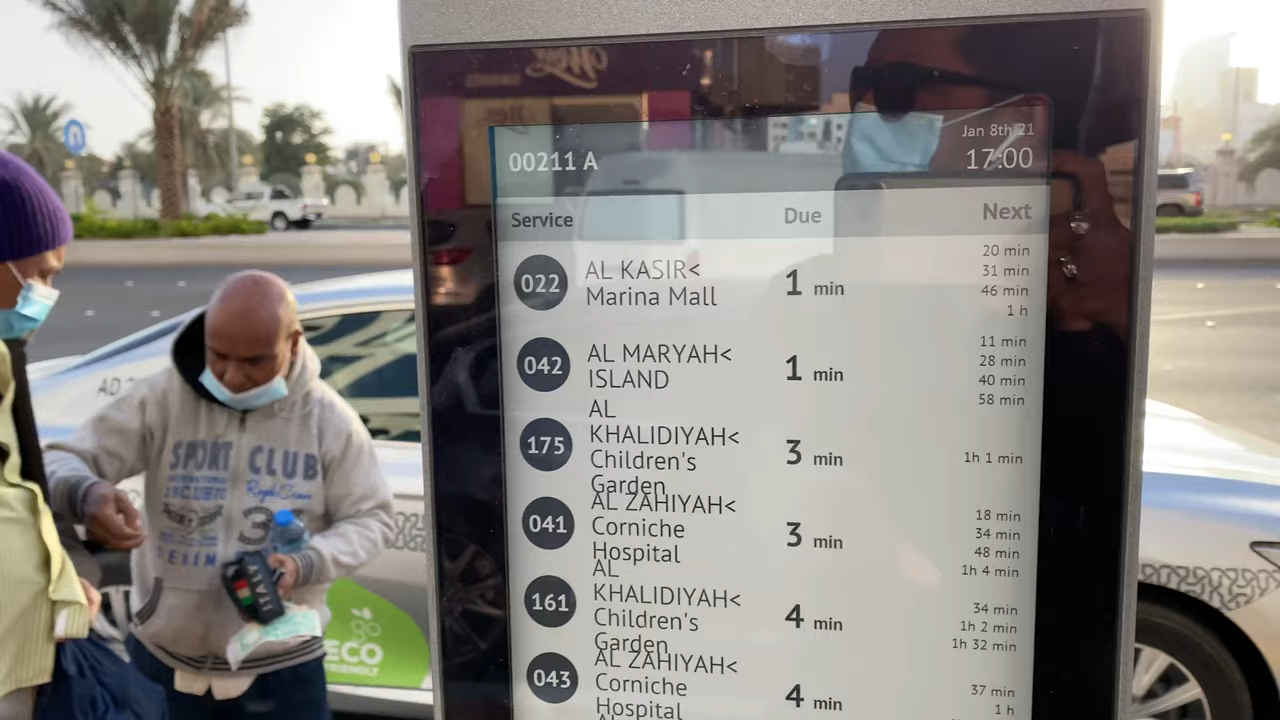 00211 A
Jan 8th 21
17:00
Service Due Next
022 AL KASIR< Marina Mall 1 min 20 min 31 min 46 min 1 h
042 AL MARYAH< ISLAND 1 min 11 min 28 min 40 min 58 min
175 AL KHALIDIYAH< Children's Garden 3 min 1h 1 min
041 AL ZAHIYAH< Corniche Hospital 3 min 18 min 34 min 48 min 1h 4 min
161 AL KHALIDIYAH< Children's Garden 4 min 34 min 1h 2 min 1h 32 min
043 AL ZAHIYAH< Corniche Hospital 4 min 37 min 1 h
SPORT CLUB
Royal Crown
ECO
FRIENDLY